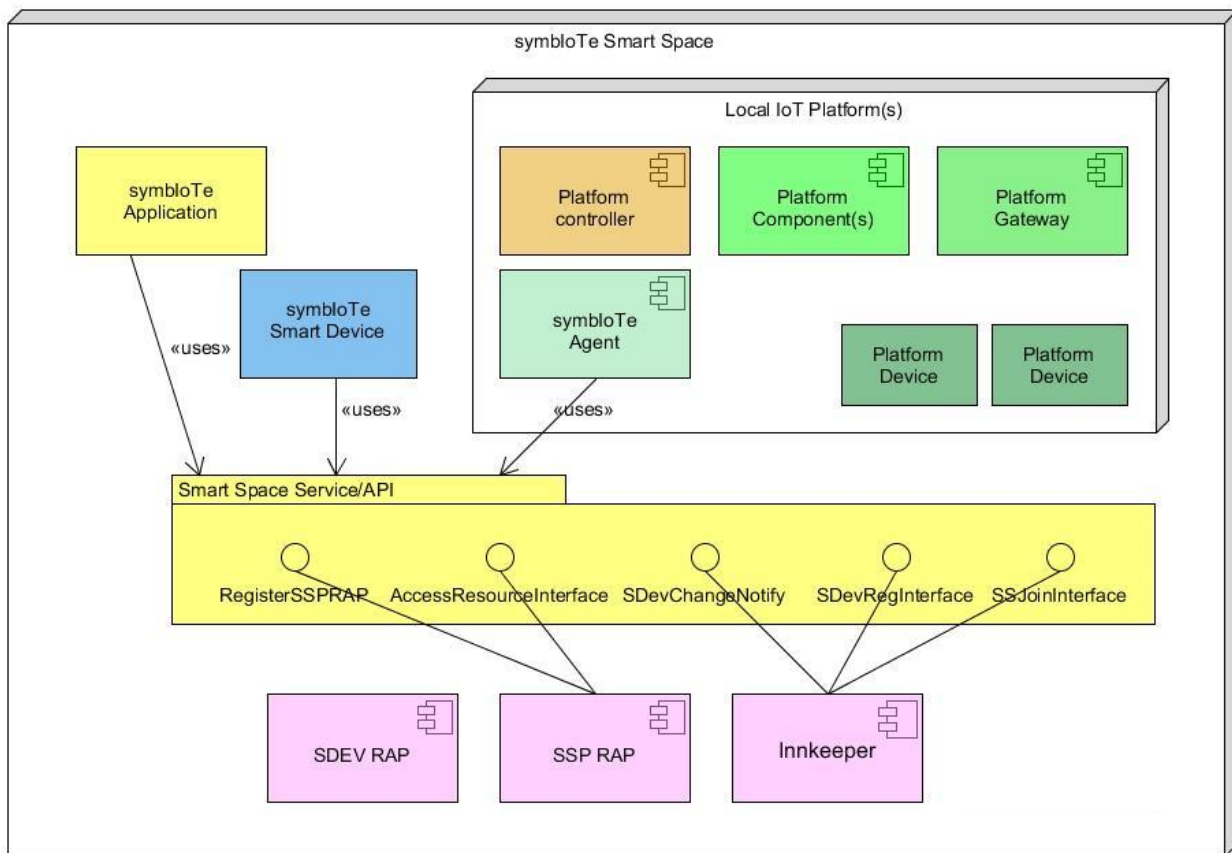 symbIoTe Smart Space
Local IoT Platform(s)
symbIoTe
Application
Platform
controller
Platform
Component(s)
Platform
Gateway
symbIoTe
Smart Device
symbIoTe
Agent
Platform
Device
Platform
Device
«uses»
«uses»
«uses»
Smart Space Service/API
RegisterSSPRAP
AccessResourceInterface
SDevChangeNotify
SDevRegInterface
SSJoinInterface
SDEV RAP
SSP RAP
Innkeeper